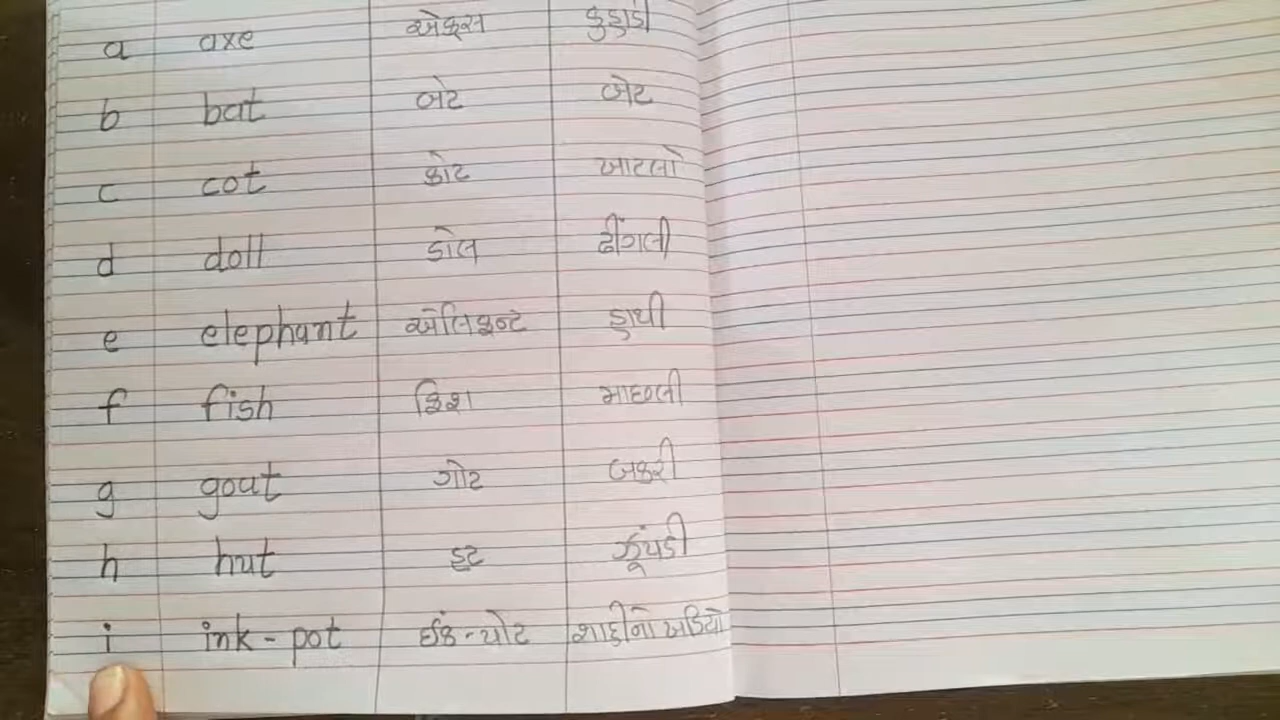 a axe એક્સ કુહાડી
b bat બેટ બેટ
c cot કોટ ખાટલો
d doll ડોલ ઢીંગલી
e elephant એલિફન્ટ હાથી
f fish ફિશ માછલી
g goat ગોટ બકરી
h hut હટ ઝૂંપડી
i ink-pot ઈંક-પોટ શાહીનો ખડિયો